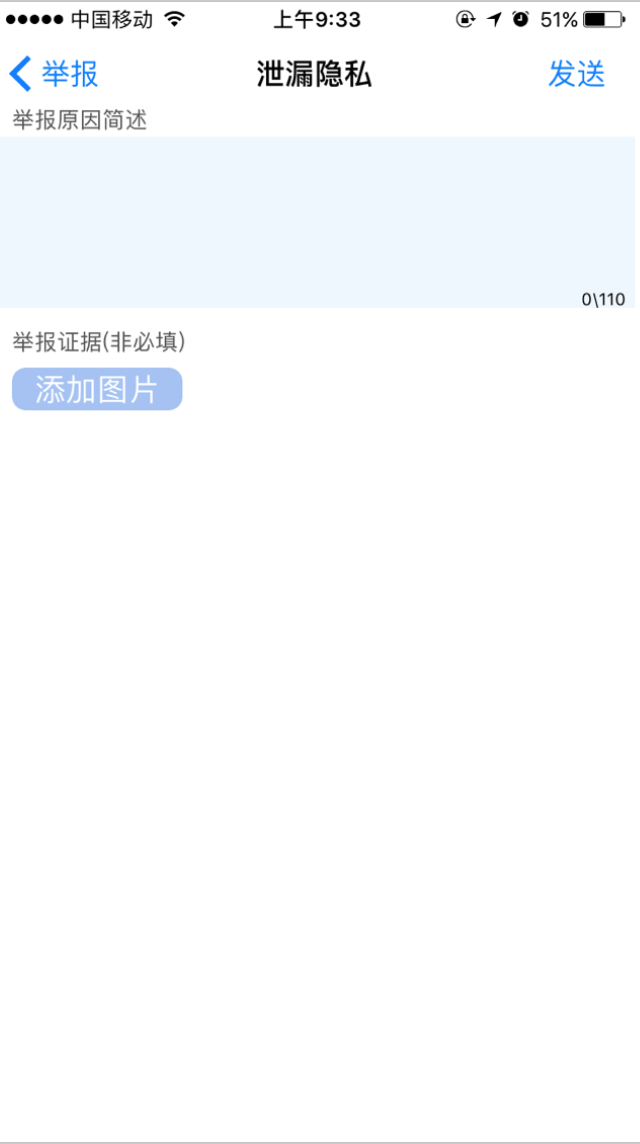 中国移动 上午9:33 51%
举报 泄漏隐私 发送
举报原因简述
0\110
举报证据(非必填)
添加图片